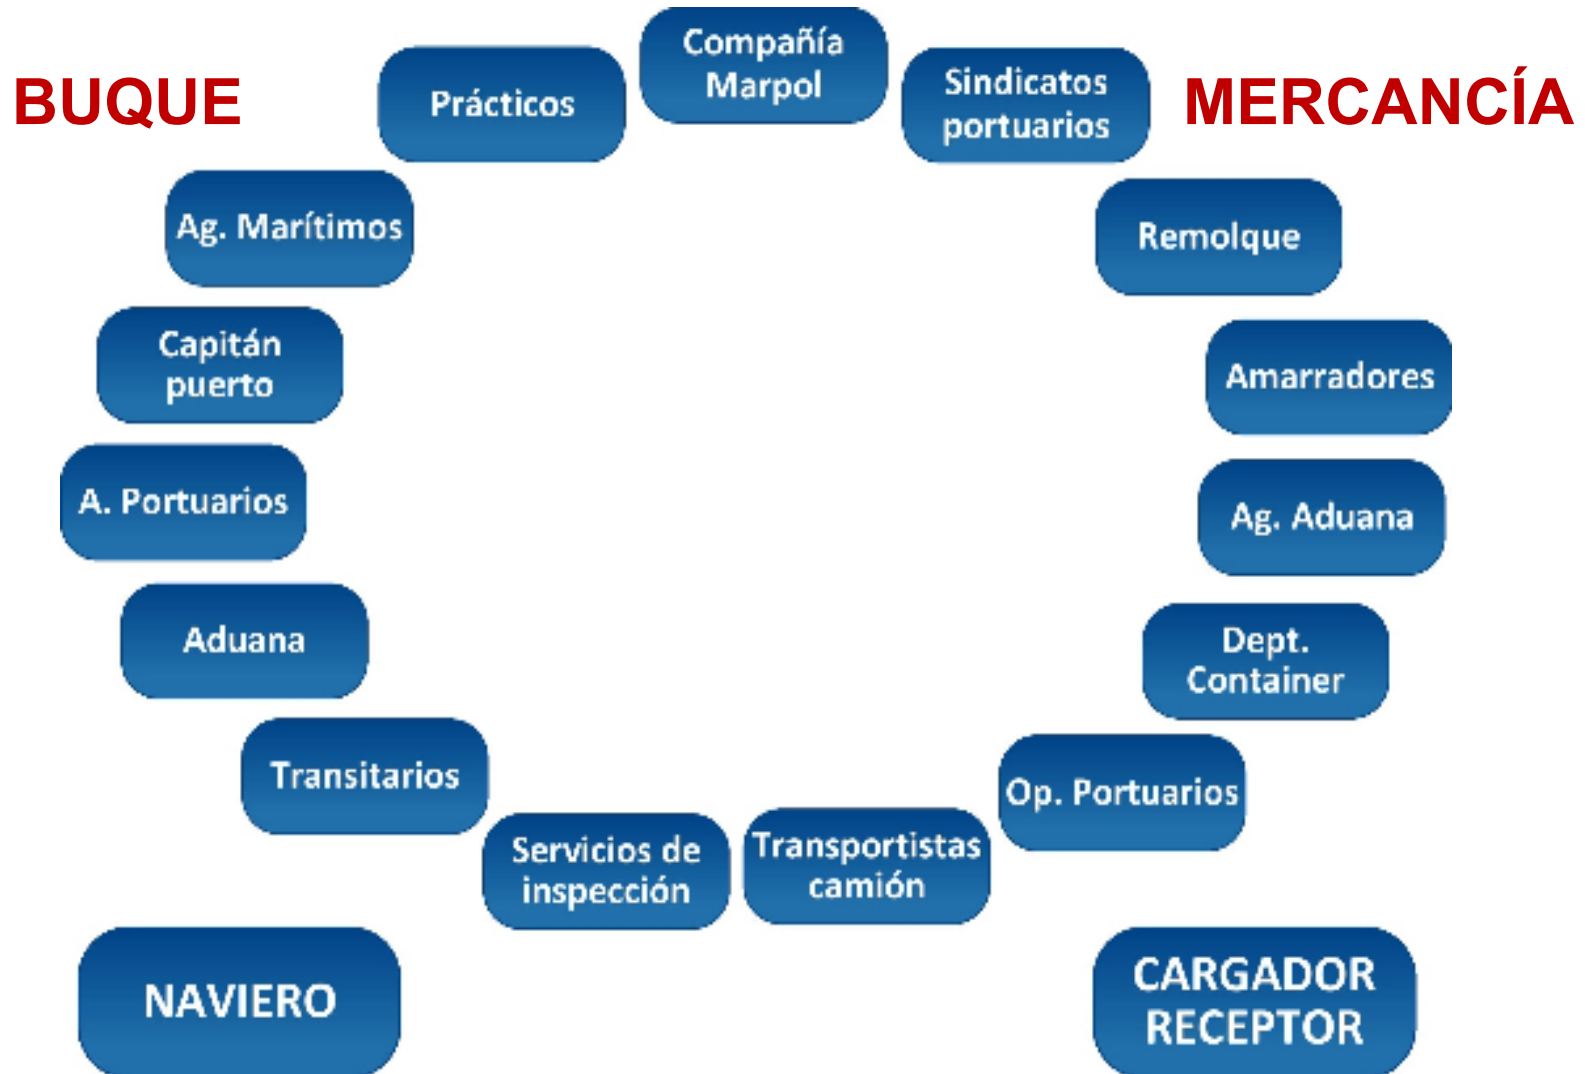 Compañía
Marpol
BUQUE
Prácticos
Sindicatos
portuarios
MERCANCÍA
Ag. Marítimos
Remolque
Capitán
puerto
Amarradores
A. Portuarios
Ag. Aduana
Aduana
Dept.
Container
Transitarios
Op. Portuarios
Servicios de
inspección
Transportistas
camión
NAVIERO
CARGADOR
RECEPTOR